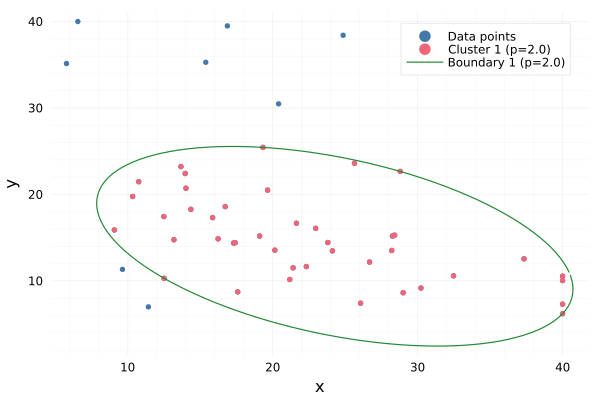 40
30
20
10
y
Data points
Cluster 1 (p=2.0)
Boundary 1 (p=2.0)
10 20 30 40
x